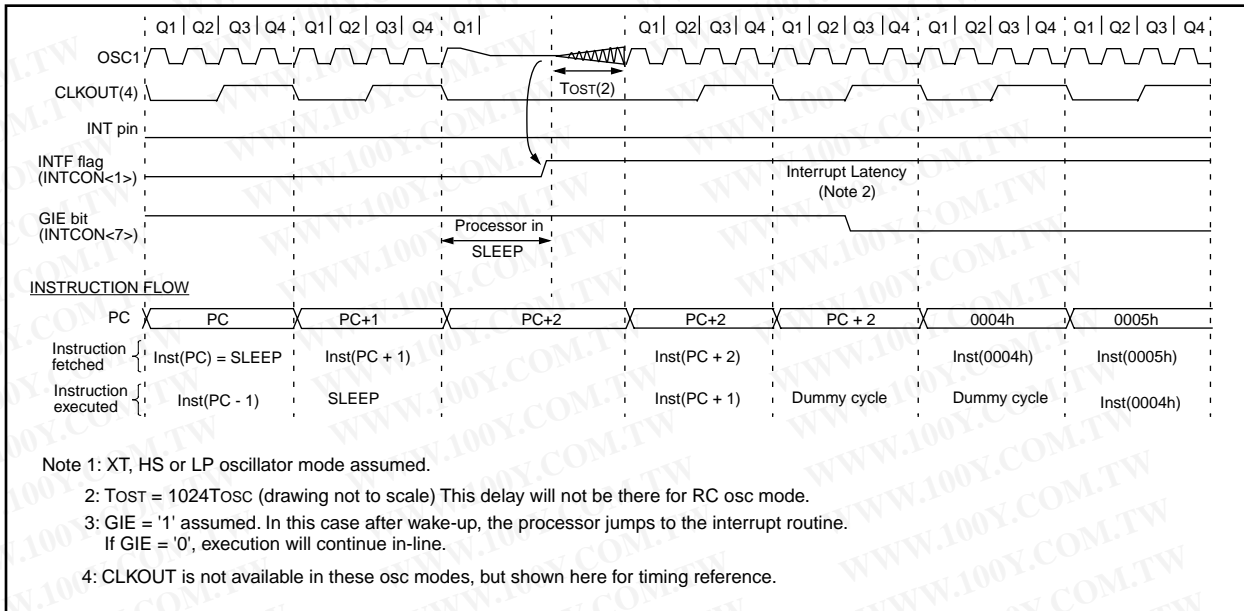 Q1 Q2 Q3 Q4 Q1 Q2 Q3 Q4 Q1 Q1 Q2 Q3 Q4 Q1 Q2 Q3 Q4 Q1 Q2 Q3 Q4 Q1 Q2 Q3 Q4
OSC1
TOST(2)
CLKOUT(4)
INT pin
INTF flag
(INTCON<1>)
Interrupt Latency
(Note 2)
GIE bit
(INTCON<7>)
Processor in
SLEEP
INSTRUCTION FLOW
PC PC PC+1 PC+2 PC+2 PC + 2 0004h 0005h
Instruction
fetched
Inst(PC) = SLEEP Inst(PC + 1) Inst(PC + 2) Inst(0004h) Inst(0005h)
Instruction
executed
Inst(PC - 1) SLEEP Inst(PC + 1) Dummy cycle Dummy cycle Inst(0004h)
Note 1: XT, HS or LP oscillator mode assumed.
2: TOST = 1024TOSC (drawing not to scale) This delay will not be there for RC osc mode.
3: GIE = '1' assumed. In this case after wake-up, the processor jumps to the interrupt routine.
If GIE = '0', execution will continue in-line.
4: CLKOUT is not available in these osc modes, but shown here for timing reference.
WWW.100Y.COM.TW